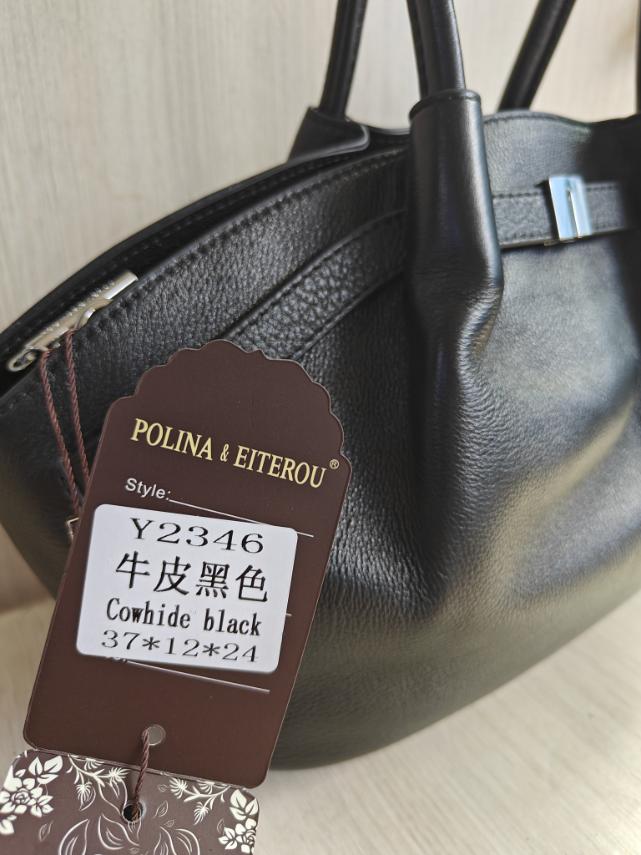 POLINA & EITEROU®
Style:
Y2346
牛皮黑色
Cowhide black
37*12*24